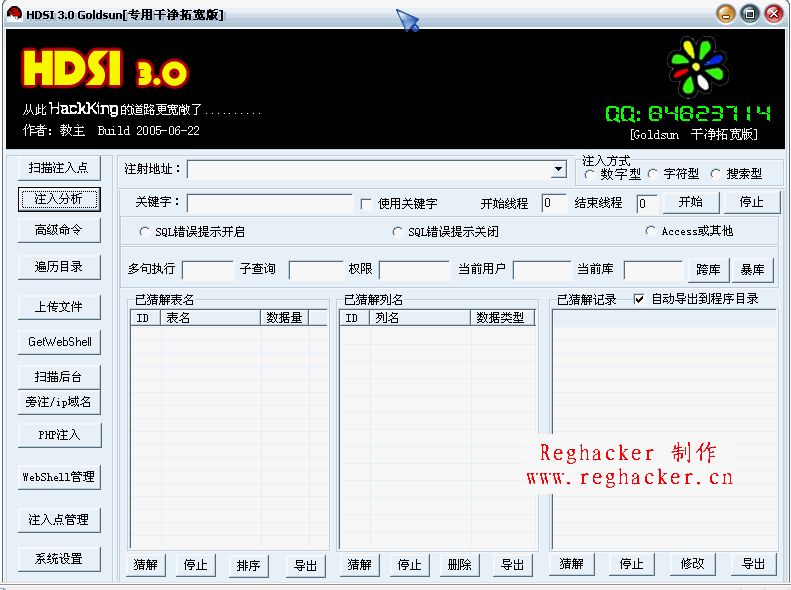 HDSI 3.0 Goldsun[专用干净拓宽版]
HDSI 3.0
从此HackKing的道路更宽敞了..........
作者：教主 Build 2005-06-22
QQ: 84823714
[Goldsun 干净拓宽版]
扫描注入点
注入分析
高级命令
遍历目录
上传文件
GetWebShell
扫描后台
旁注/ip域名
PHP注入
WebShell管理
注入点管理
系统设置
注射地址：
注入方式
数字型 字符型 搜索型
关键字： 使用关键字 开始线程 0 结束线程 0 开始 停止
SQL错误提示开启 SQL错误提示关闭 Access或其他
多句执行 子查询 权限 当前用户 当前库 跨库 暴库
已猜解表名
ID 表名 数据量
猜解 停止 排序 导出
已猜解列名
ID 列名 数据类型
猜解 停止 删除 导出
已猜解记录 自动导出到程序目录
Reghacker 制作
www.reghacker.cn
猜解 停止 修改 导出